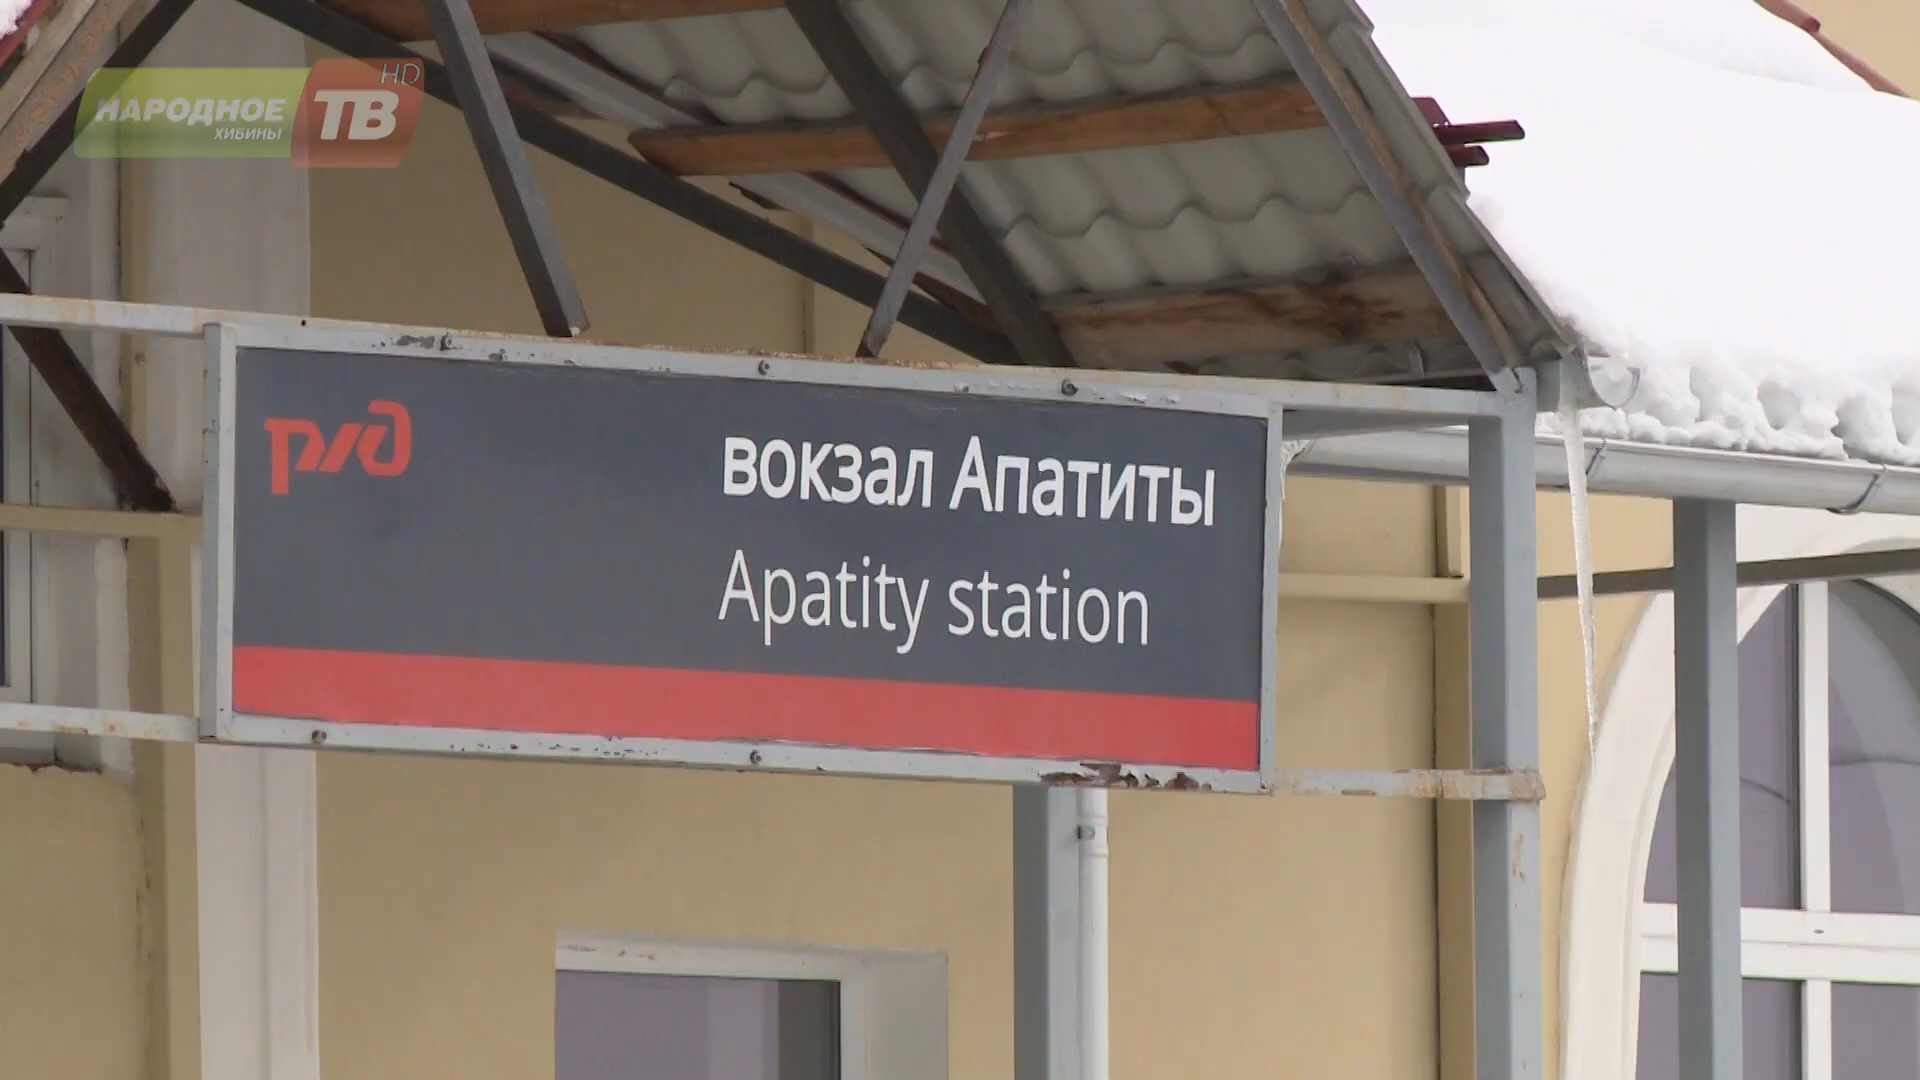 НАРОДНОЕ ТВ HD
ХИБИНЫ
ржд
вокзал Апатиты
Apatity station